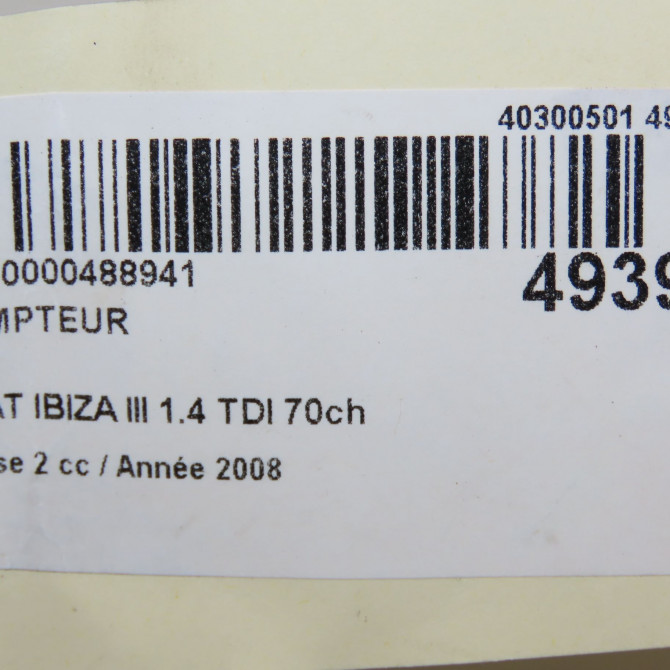 40300501 49
0000488941
4939
MPTEUR
AT IBIZA III 1.4 TDI 70ch
se 2 cc / Année 2008